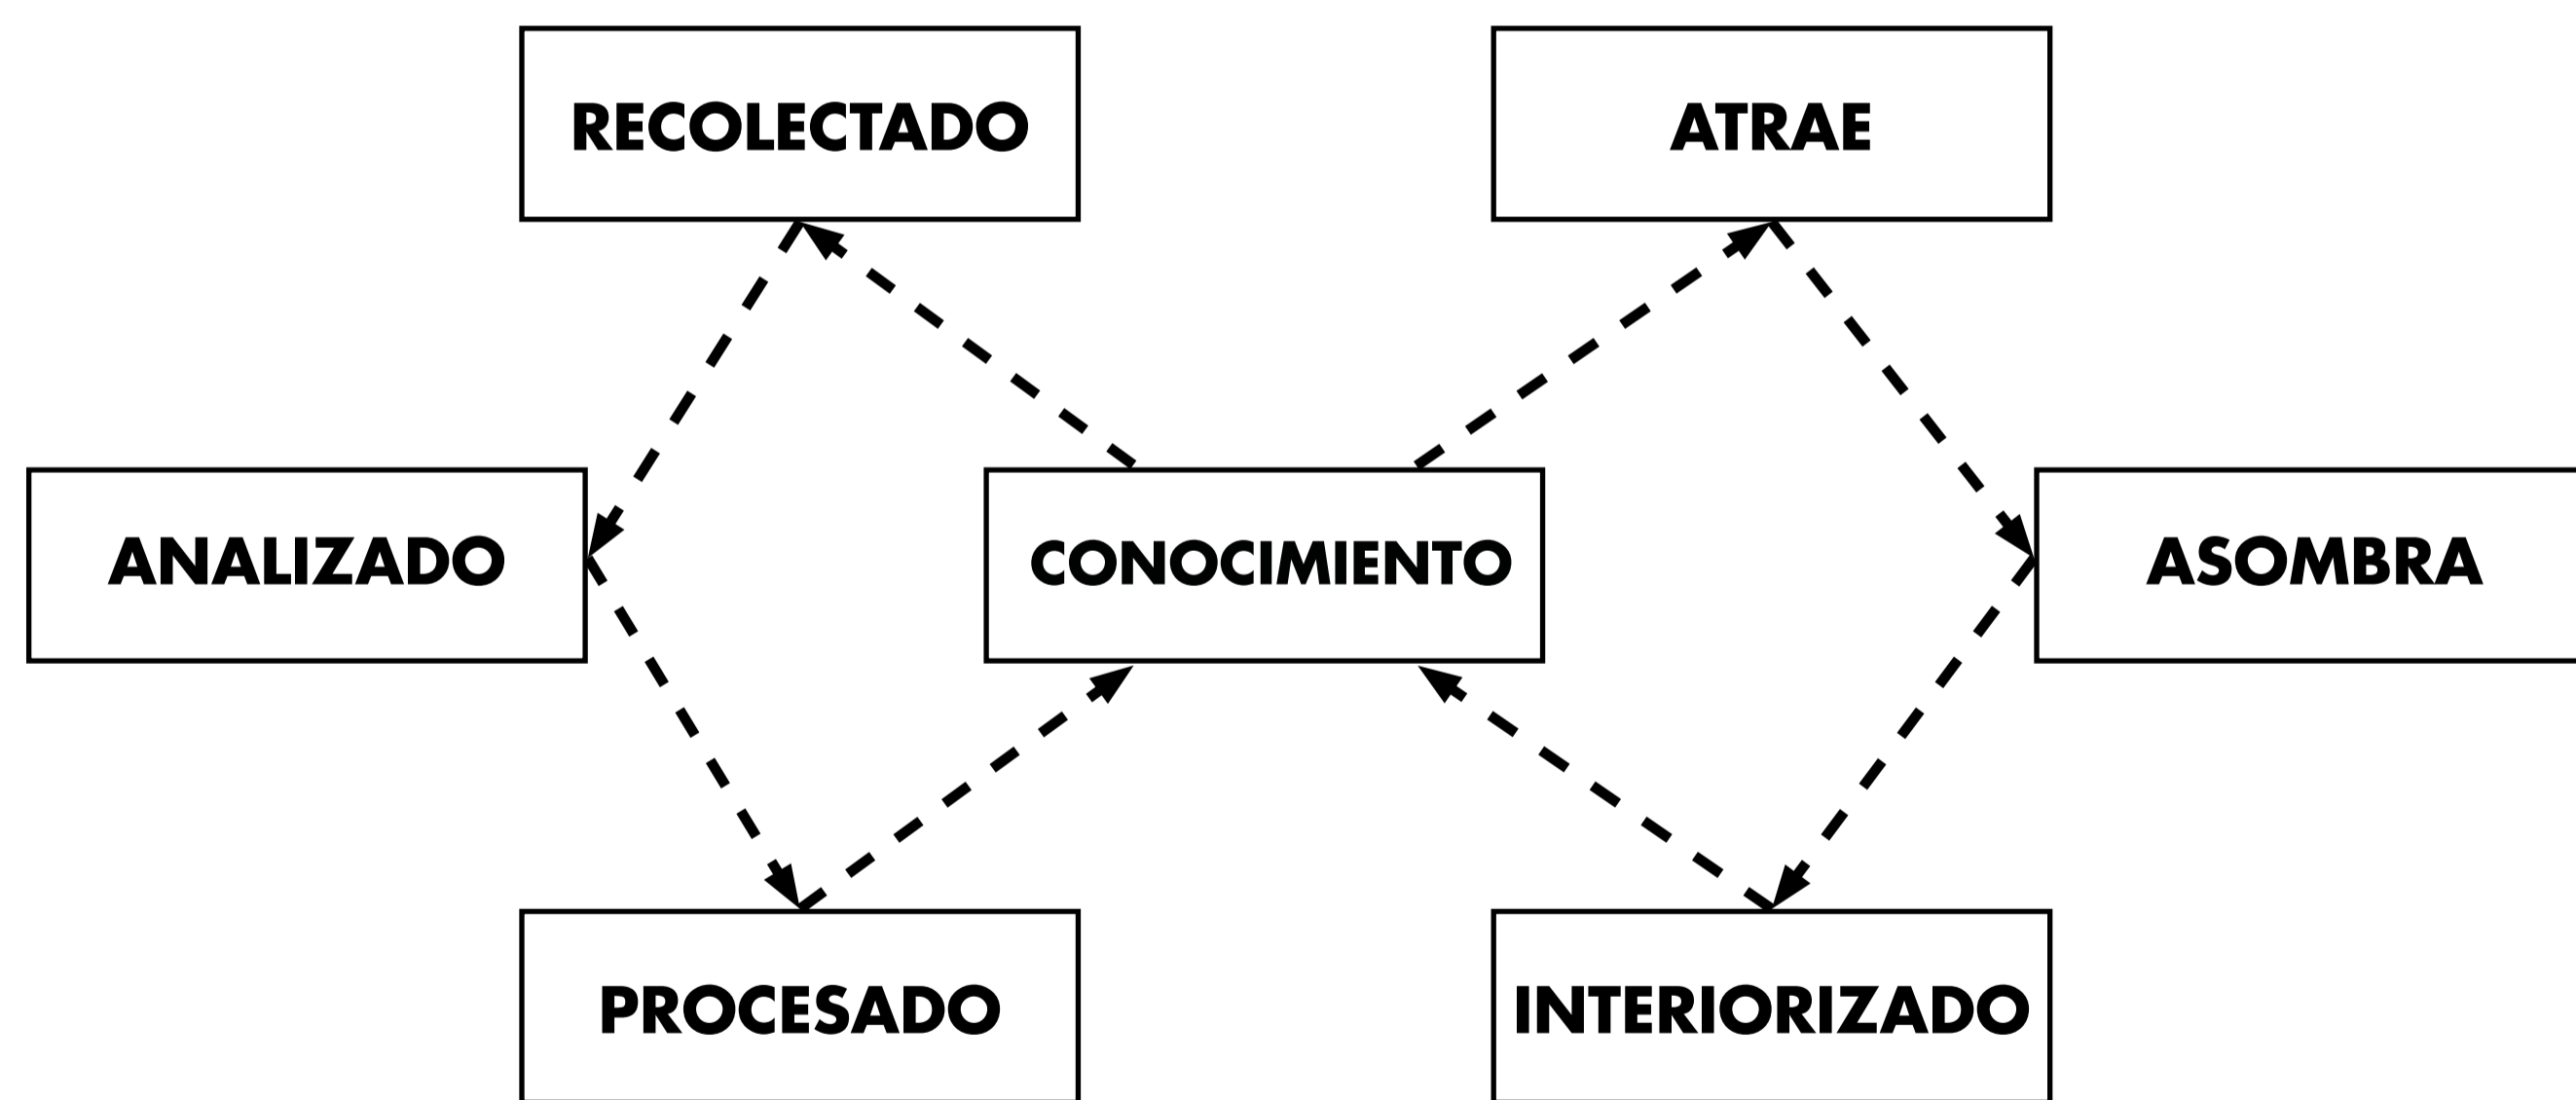 RECOLECTADO
ATRAE
ANALIZADO
CONOCIMIENTO
ASOMBRA
PROCESADO
INTERIORIZADO